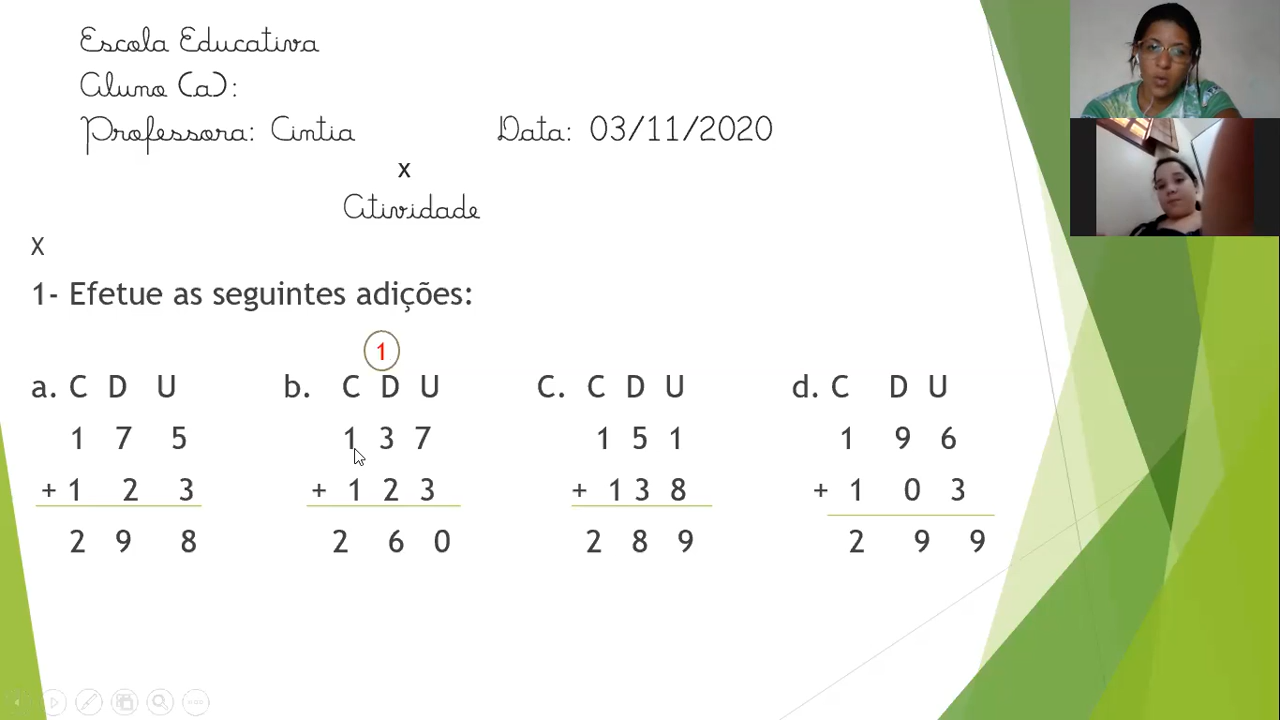 Escola Educativa
Aluno (a):
Professora: Cintia Data: 03/11/2020
x
Atividade
X
1- Efetue as seguintes adições:
1
a. C D U b. C D U C. C D U d. C D U
1 7 5 1 3 7 1 5 1 1 9 6
+ 1 2 3 + 1 2 3 + 1 3 8 + 1 0 3
2 9 8 2 6 0 2 8 9 2 9 9